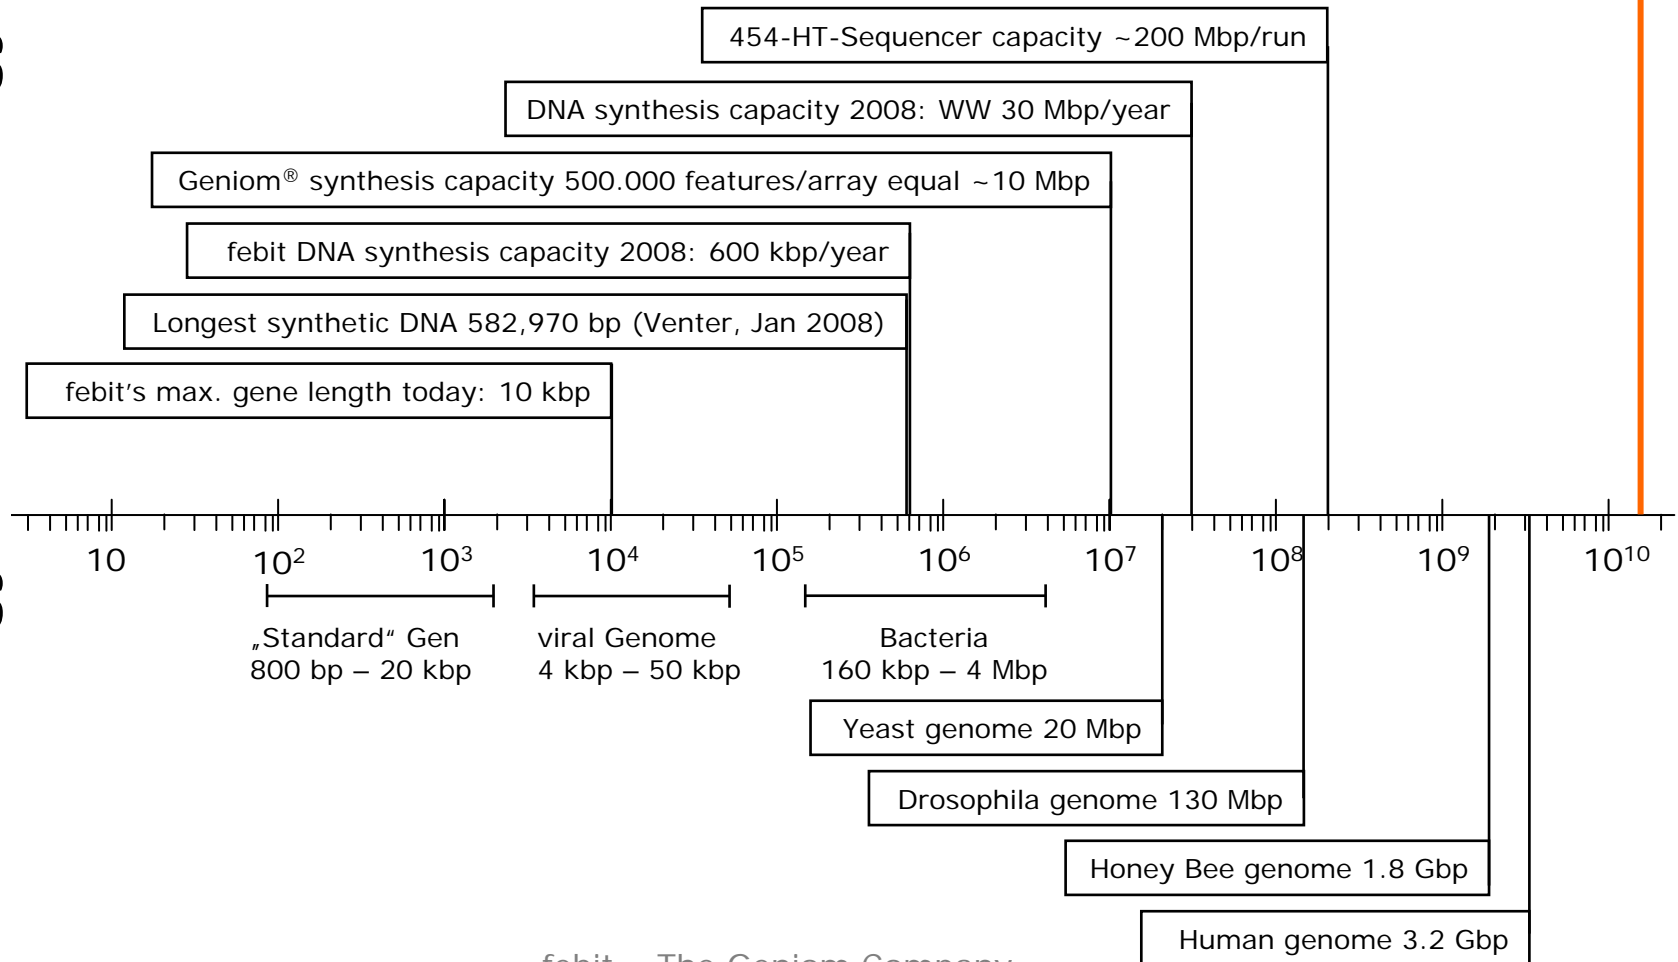 454-HT-Sequencer capacity ~200 Mbp/run
DNA synthesis capacity 2008: WW 30 Mbp/year
Geniom® synthesis capacity 500.000 features/array equal ~10 Mbp
febit DNA synthesis capacity 2008: 600 kbp/year
Longest synthetic DNA 582,970 bp (Venter, Jan 2008)
febit's max. gene length today: 10 kbp
10 10² 10³ 10⁴ 10⁵ 10⁶ 10⁷ 10⁸ 10⁹ 10¹⁰
„Standard“ Gen
800 bp – 20 kbp
viral Genome
4 kbp – 50 kbp
Bacteria
160 kbp – 4 Mbp
Yeast genome 20 Mbp
Drosophila genome 130 Mbp
Honey Bee genome 1.8 Gbp
Human genome 3.2 Gbp
febit – The Geniom Company